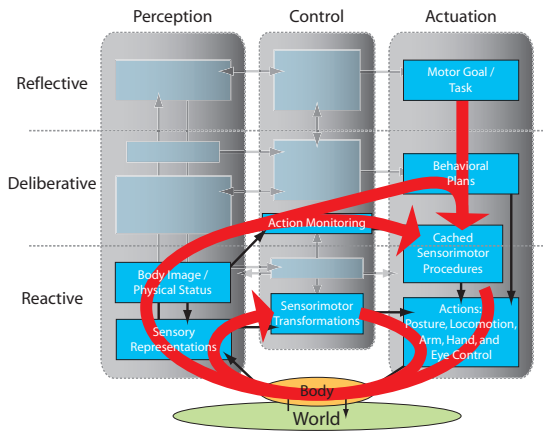 Perception
Control
Actuation
Reflective
Motor Goal /
Task
Deliberative
Behavioral
Plans
Action Monitoring
Cached
Sensorimotor
Procedures
Reactive
Body Image /
Physical Status
Sensorimotor
Transformations
Actions:
Posture, Locomotion,
Arm, Hand, and
Eye Control
Sensory
Representations
Body
World